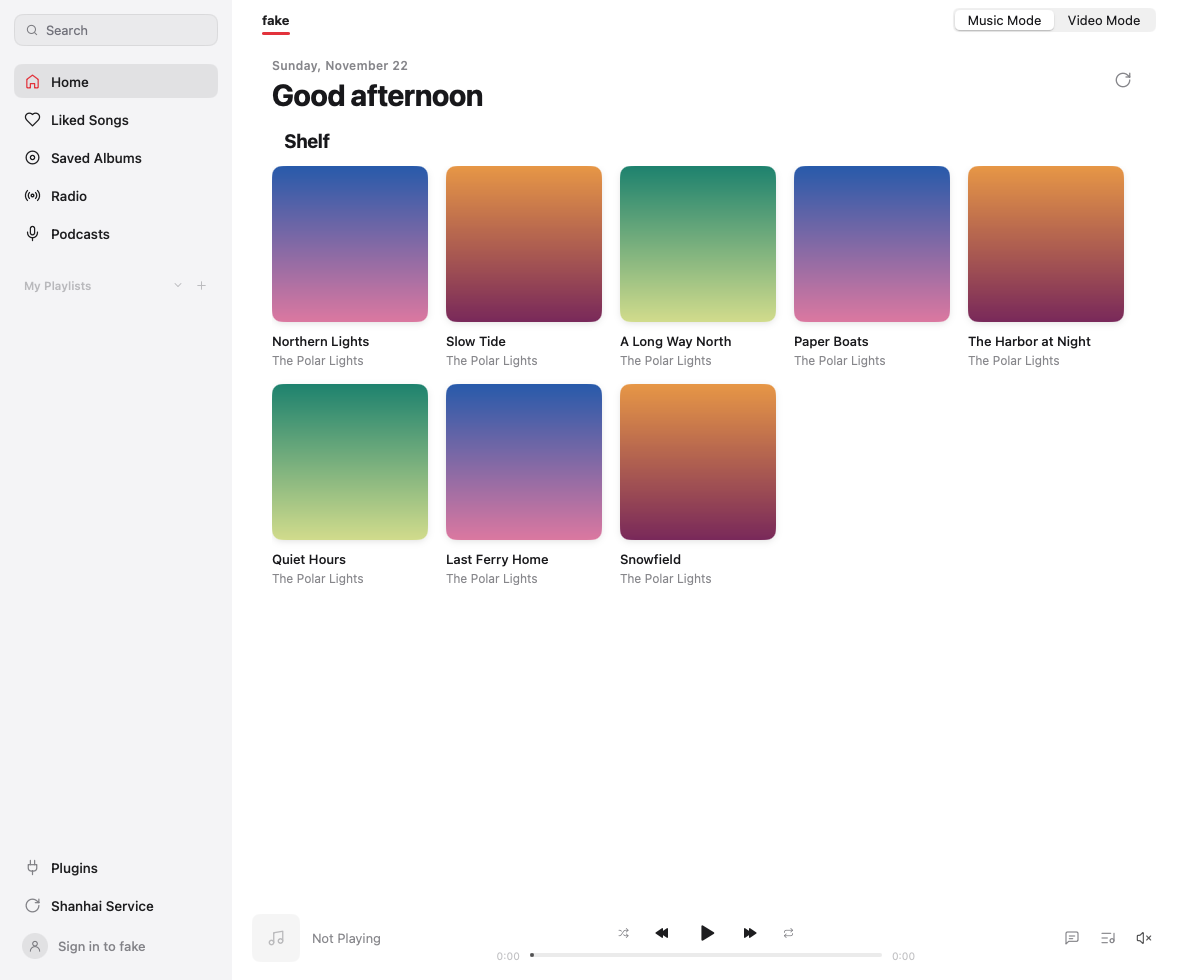 Search
Home
Liked Songs
Saved Albums
Radio
Podcasts
My Playlists
Plugins
Shanhai Service
Sign in to fake
fake
Music Mode
Video Mode
Sunday, November 22
Good afternoon
Shelf
Northern Lights
The Polar Lights
Slow Tide
The Polar Lights
A Long Way North
The Polar Lights
Paper Boats
The Polar Lights
The Harbor at Night
The Polar Lights
Quiet Hours
The Polar Lights
Last Ferry Home
The Polar Lights
Snowfield
The Polar Lights
Not Playing
0:00
0:00